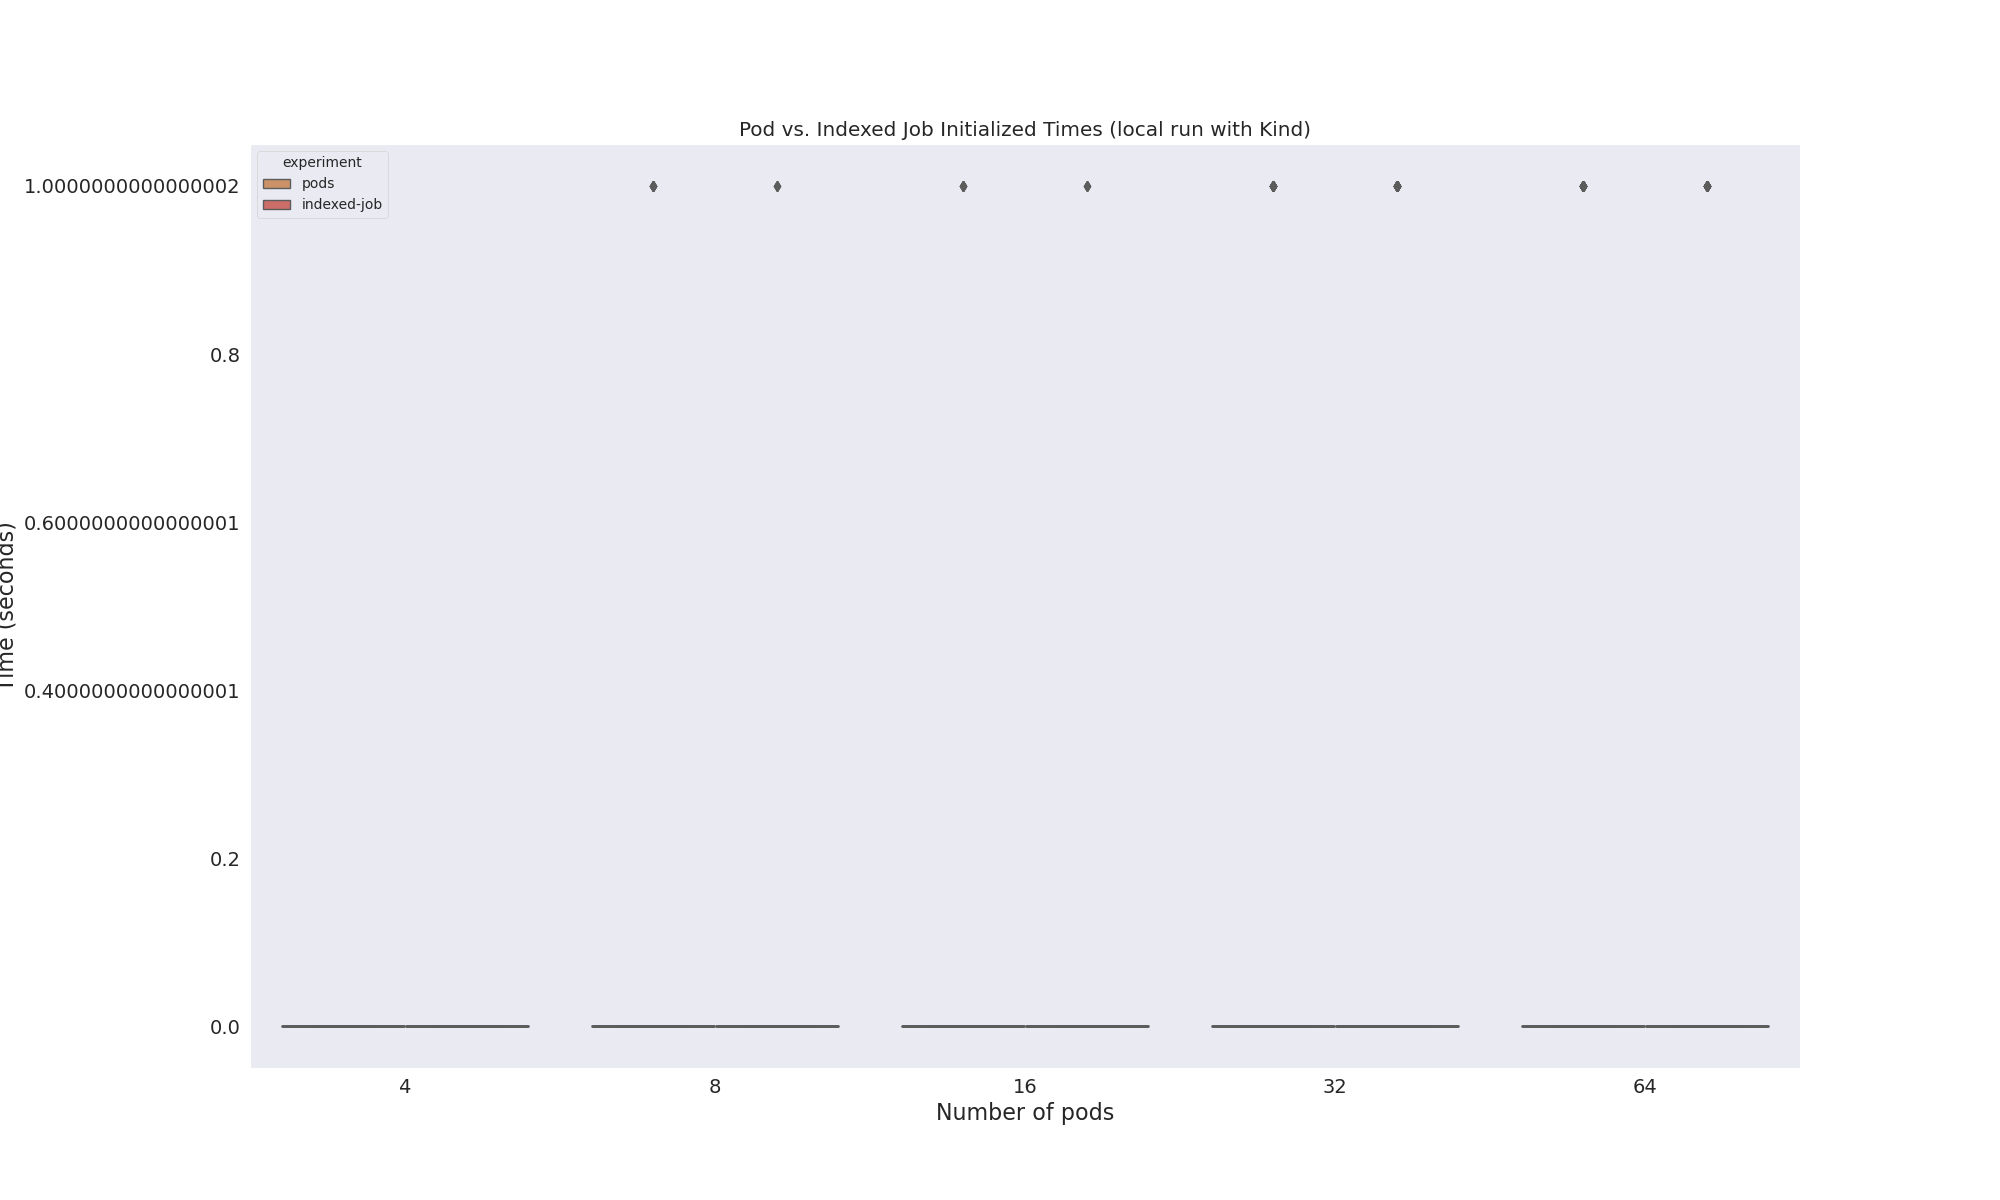 Pod vs. Indexed Job Initialized Times (local run with Kind)
experiment
pods
indexed-job
1.0000000000000002
0.8
0.6000000000000001
0.4000000000000001
0.2
0.0
Time (seconds)
4 8 16 32 64
Number of pods